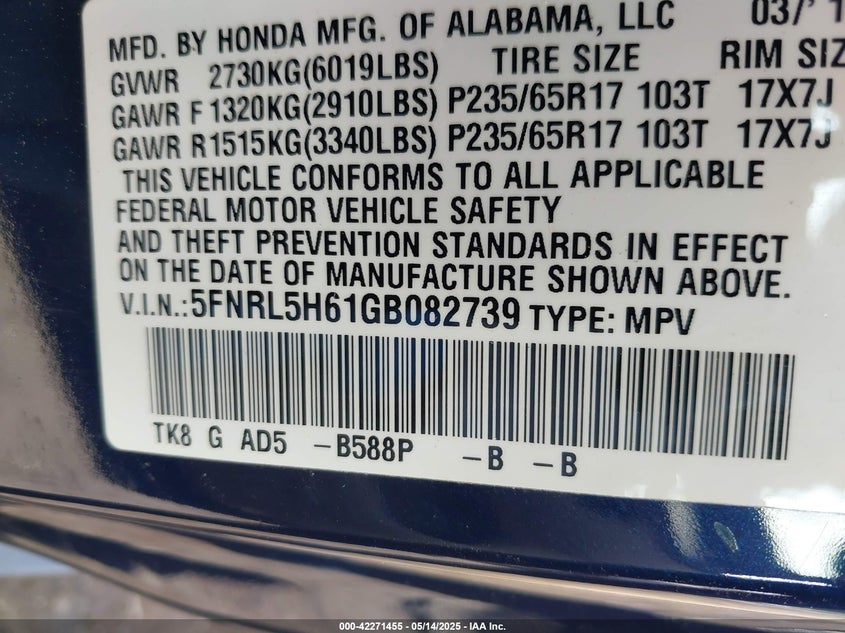 MFD. BY HONDA MFG. OF ALABAMA, LLC 03/
GVWR 2730KG(6019LBS) TIRE SIZE RIM SIZ
GAWR F 1320KG(2910LBS) P235/65R17 103T 17X7J
GAWR R1515KG(3340LBS) P235/65R17 103T 17X7J
THIS VEHICLE CONFORMS TO ALL APPLICABLE
FEDERAL MOTOR VEHICLE SAFETY
AND THEFT PREVENTION STANDARDS IN EFFECT
ON THE DATE OF MANUFACTURE SHOWN ABOVE.
V.I.N.:5FNRL5H61GB082739 TYPE: MPV
TK8 G AD5 -B588P -B -B
000-42271455 - 05/14/2025 - IAA Inc.